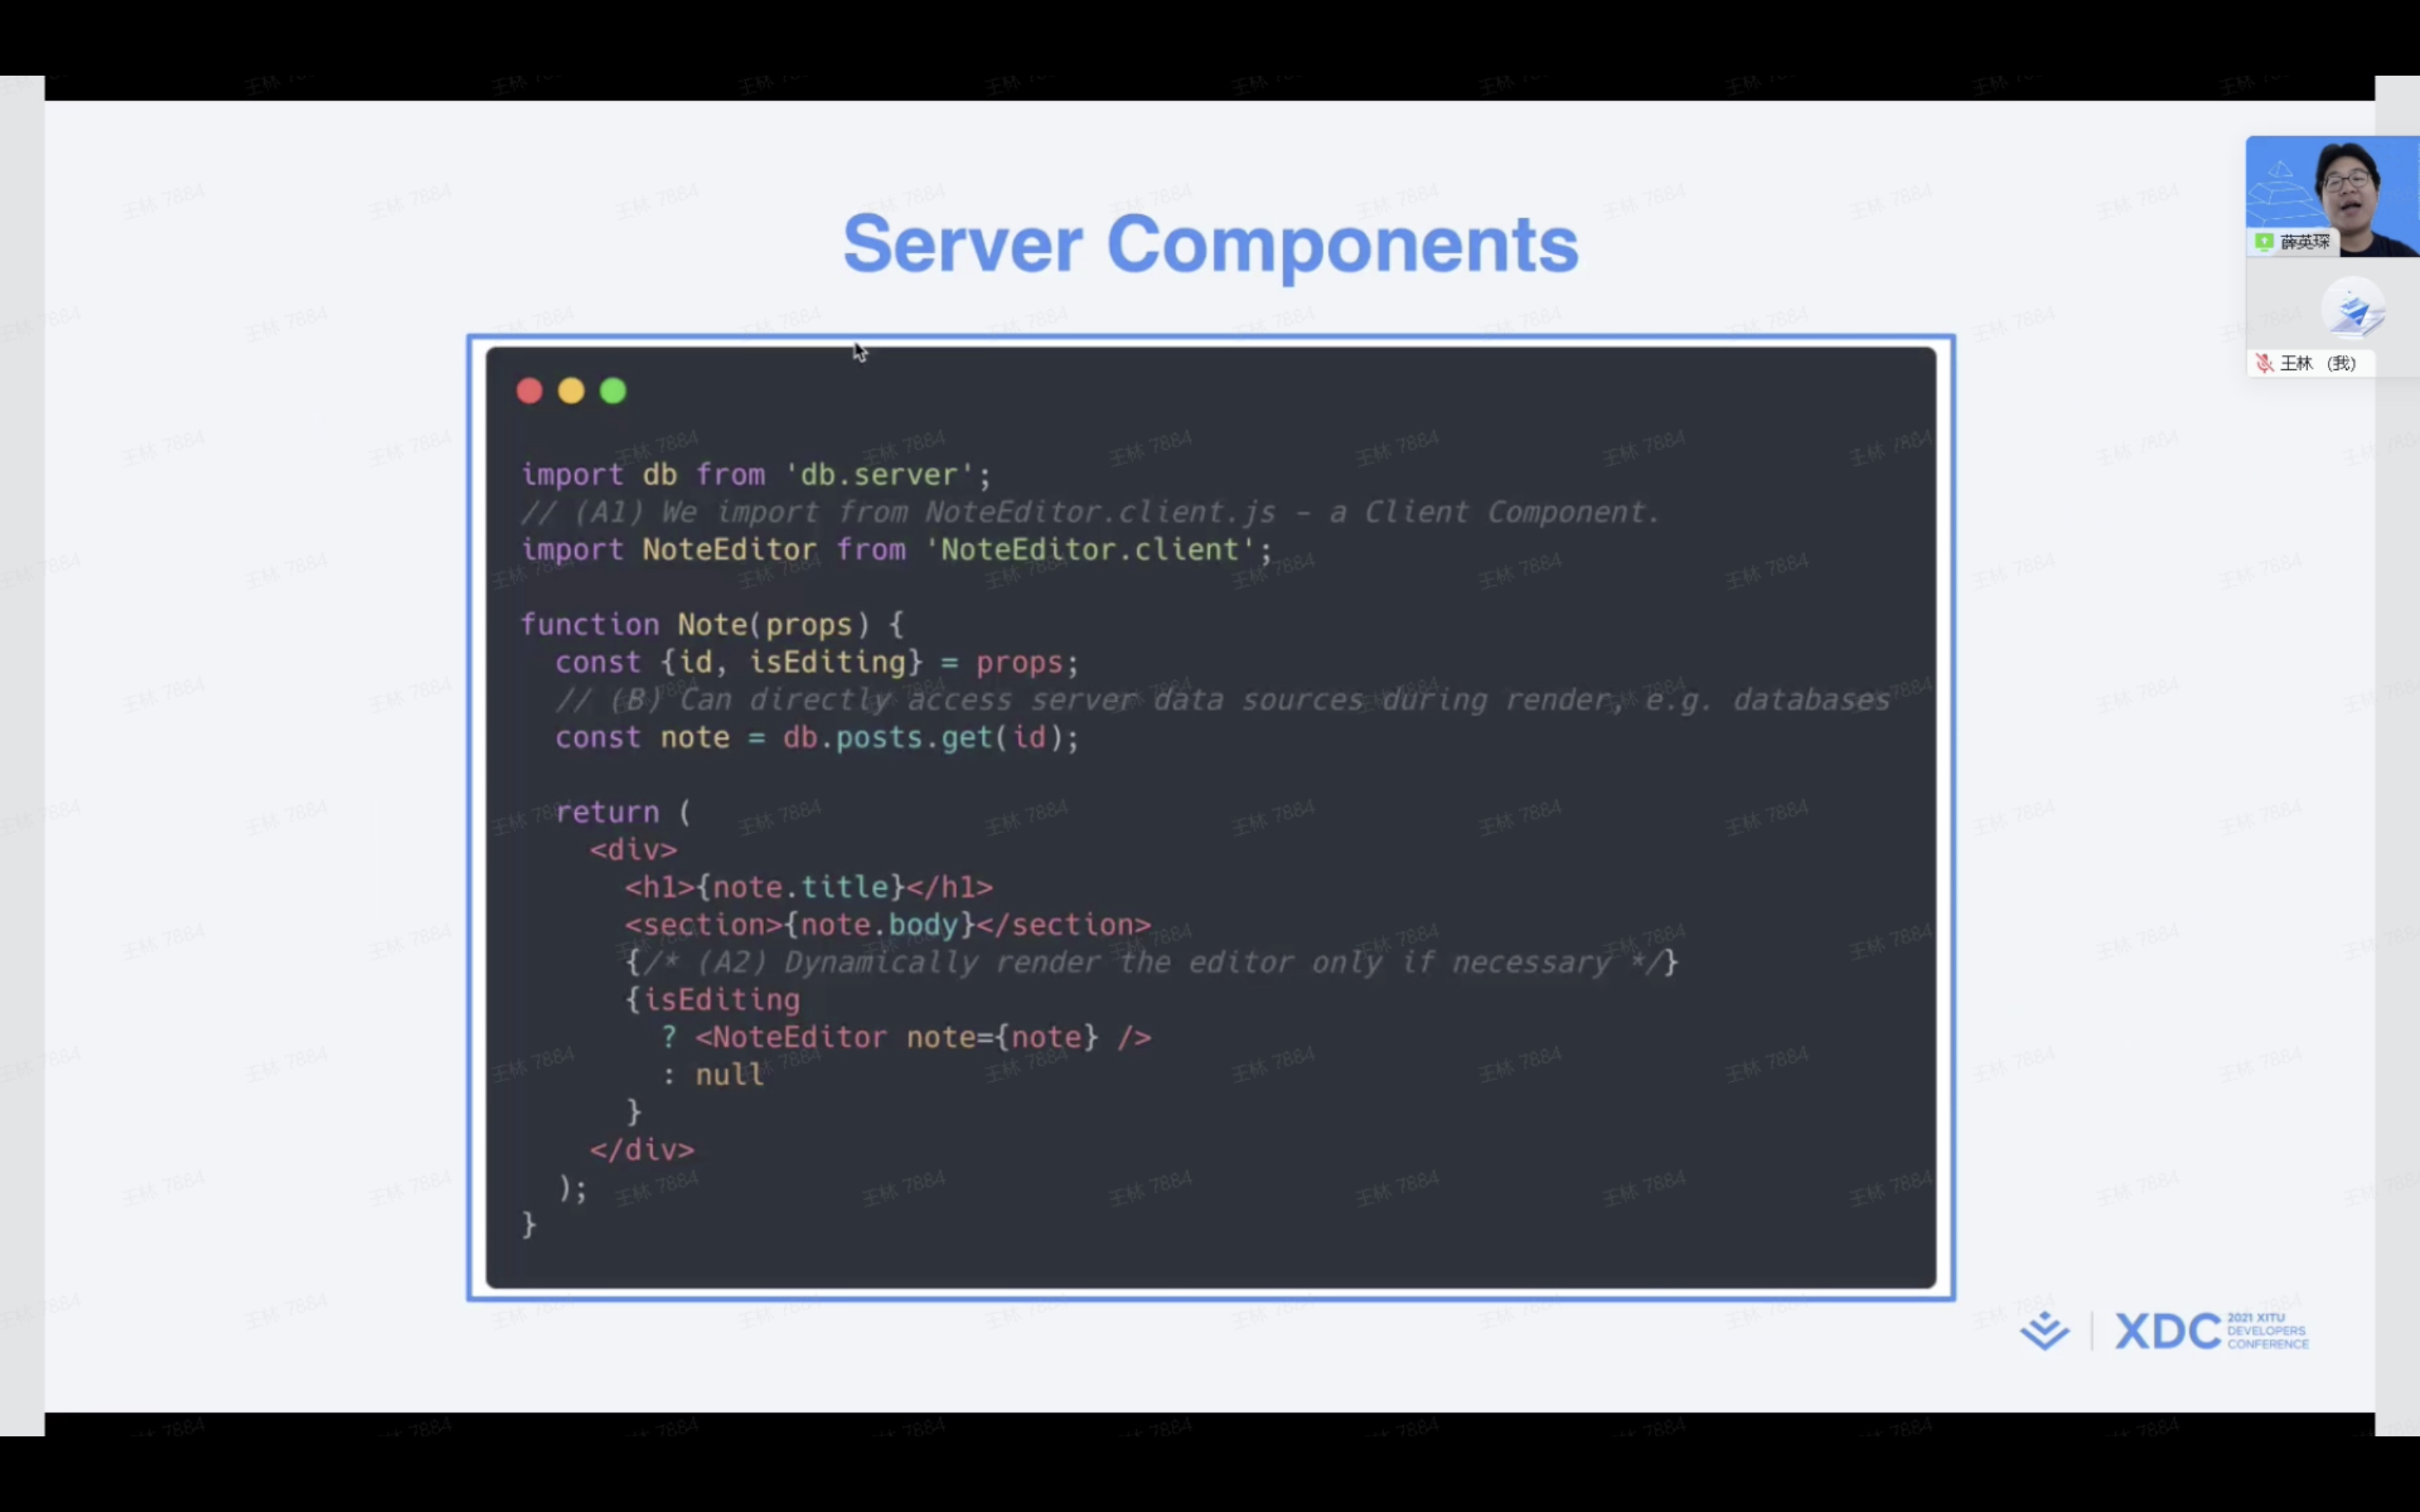 Server Components
import db from 'db.server';
// (A1) We import from NoteEditor.client.js - a Client Component.
import NoteEditor from 'NoteEditor.client';
function Note(props) {
const {id, isEditing} = props;
// (B) Can directly access server data sources during render, e.g. databases
const note = db.posts.get(id);
return (
<div>
<h1>{note.title}</h1>
<section>{note.body}</section>
{/* (A2) Dynamically render the editor only if necessary */}
{isEditing
? <NoteEditor note={note} />
: null
}
</div>
);
}
薛英琛
王林 (我)
XDC
2021 XITU
DEVELOPERS
CONFERENCE
王林 7884